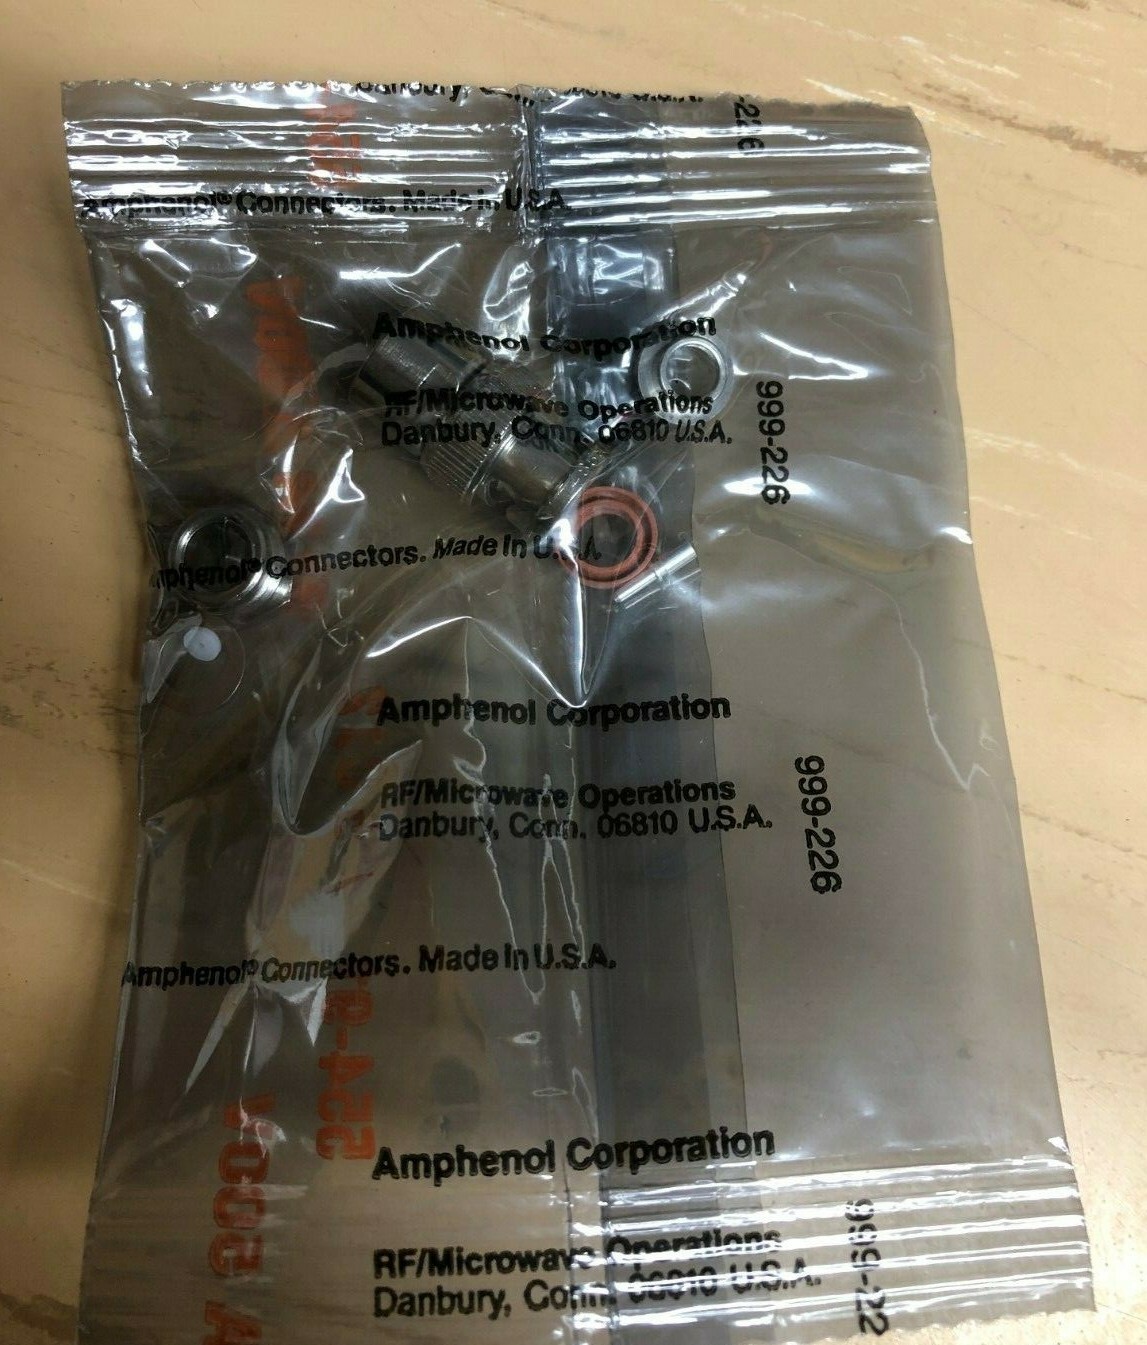 Danbury,
-226
Amphenol® Connectors. Made in U.S.A.
Amphenol Corporation
RF/Microwave Operations
Danbury, Conn. 06810 U.S.A.
999-226
Amphenol® Connectors. Made In U.S.A.
Amphenol Corporation
RF/Microwave Operations
Danbury, Conn. 06810 U.S.A.
999-226
Amphenol® Connectors. Made In U.S.A.
Amphenol Corporation
RF/Microwave Operations
Danbury, Conn. 06810 U.S.A.
999-22